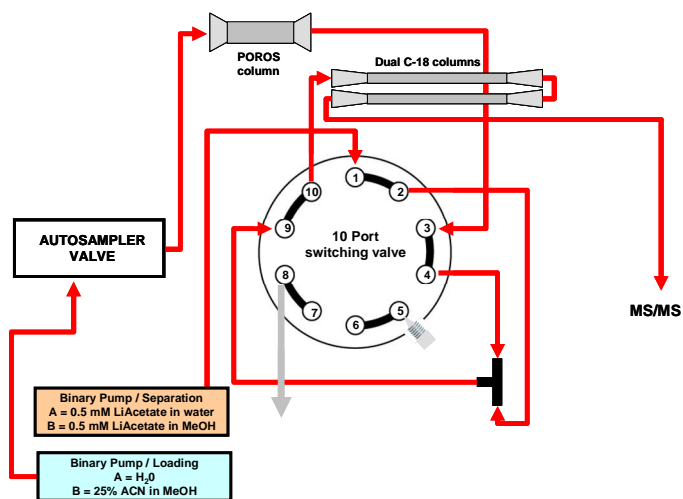 POROS
column
Dual C-18 columns
1
2
10
9
3
10 Port
switching valve
4
8
7
6
5
AUTOSAMPLER
VALVE
MS/MS
Binary Pump / Separation
A = 0.5 mM LiAcetate in water
B = 0.5 mM LiAcetate in MeOH
Binary Pump / Loading
A = H₂0
B = 25% ACN in MeOH